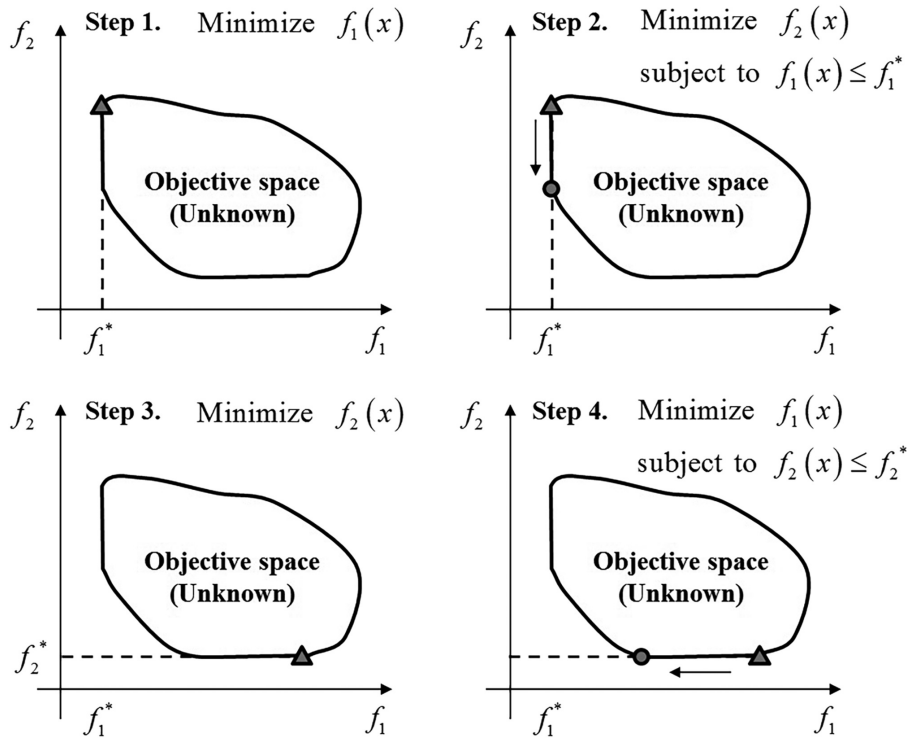 f₂ Step 1. Minimize f₁(x)
Objective space
(Unknown)
f₁* f₁
f₂ Step 2. Minimize f₂(x)
subject to f₁(x) ≤ f₁*
Objective space
(Unknown)
f₁* f₁
f₂ Step 3. Minimize f₂(x)
Objective space
(Unknown)
f₂*
f₁* f₁
f₂ Step 4. Minimize f₁(x)
subject to f₂(x) ≤ f₂*
Objective space
(Unknown)
f₁* f₁